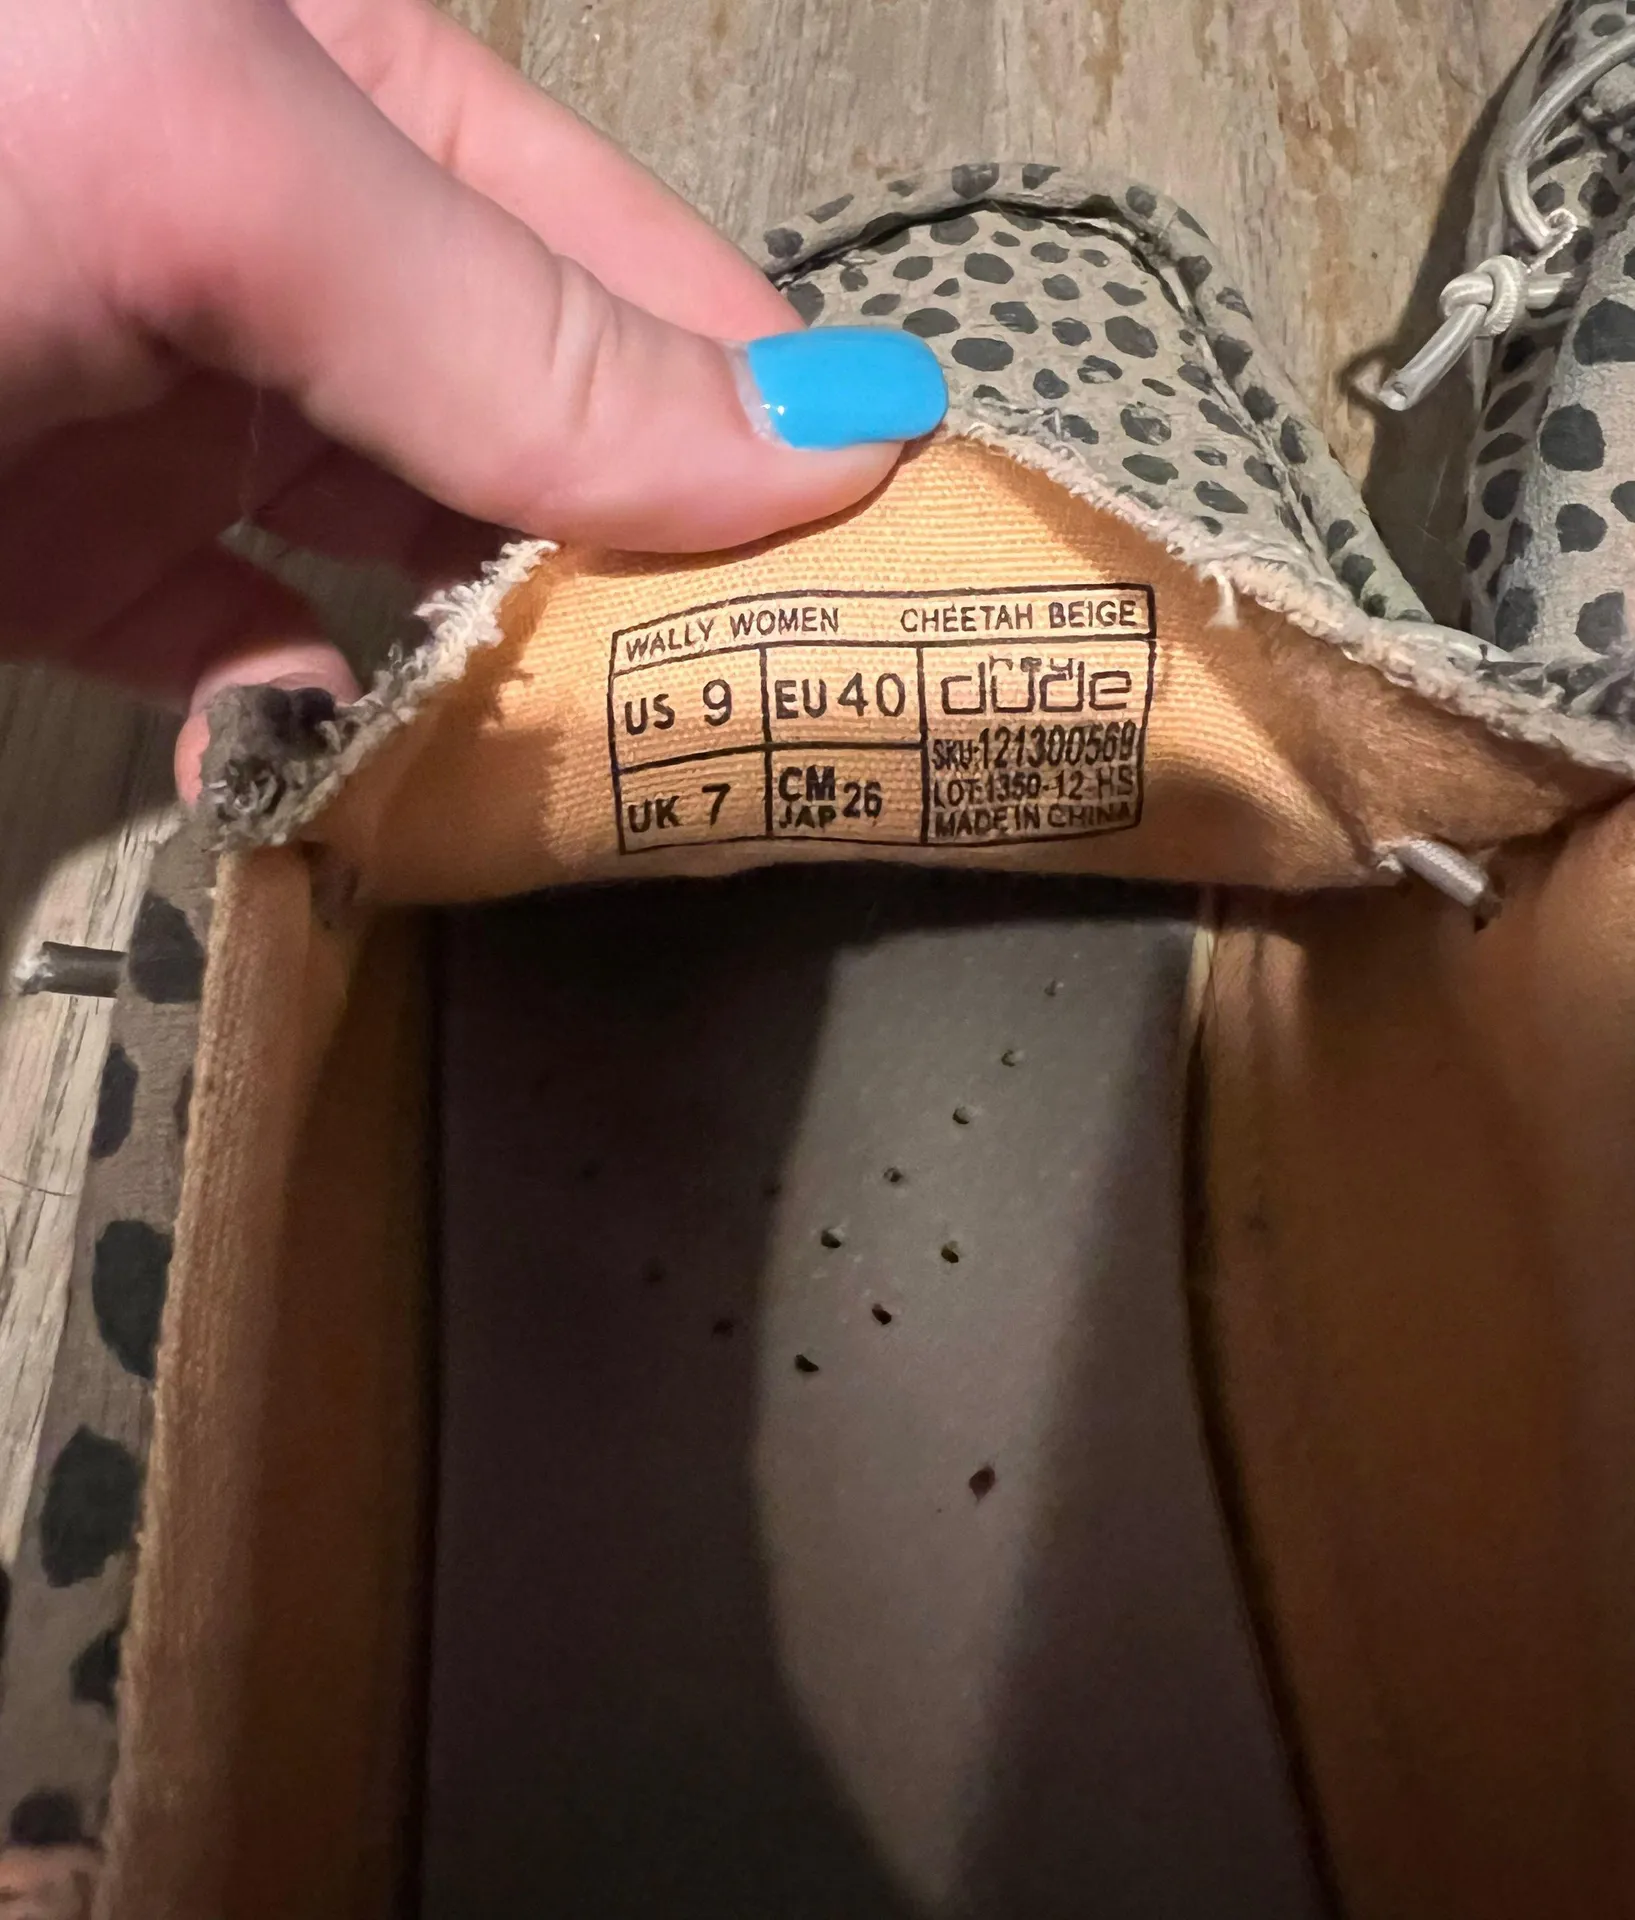 WALLY WOMEN CHEETAH BEIGE
US 9 EU 40
hey
dude
UK 7 CM JAP 26
SKU:121300569
LOT:1350-12-HS
MADE IN CHINA